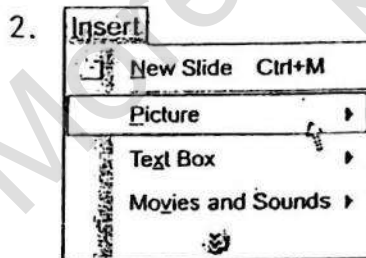 2.
Insert
New Slide Ctrl+M
Picture
Text Box
Movies and Sounds